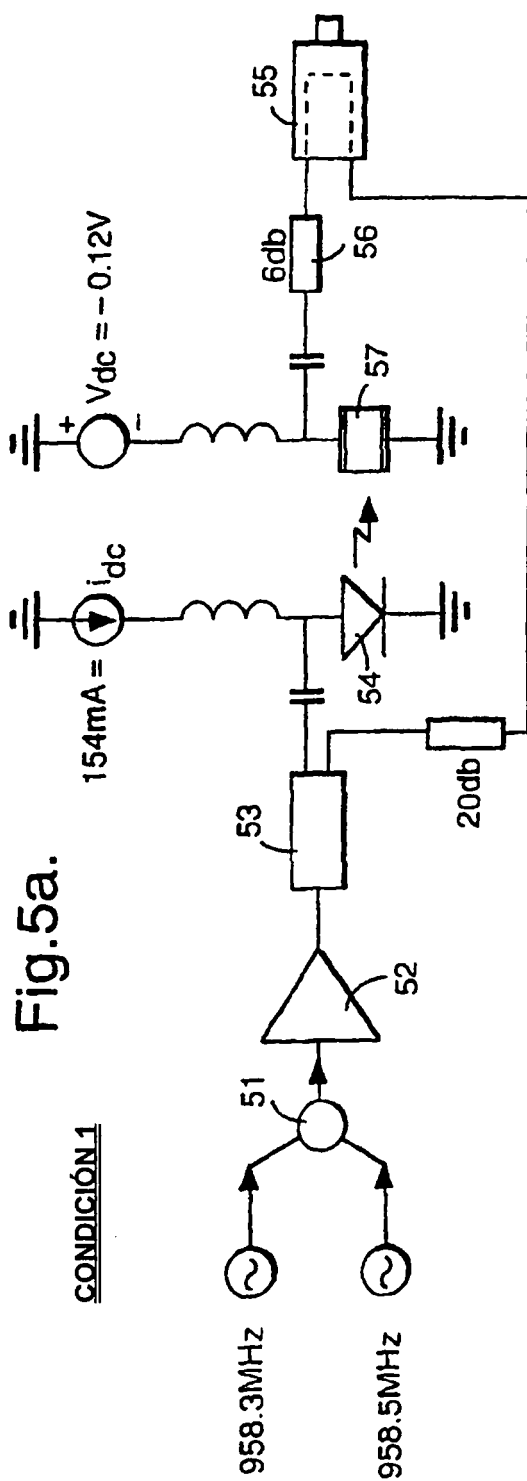 Fig.5a.
CONDICIÓN 1
958.3MHz
958.5MHz
51
52
53
154mA =
idc
54
20db
Vdc = – 0.12V
+
–
57
6db
56
55